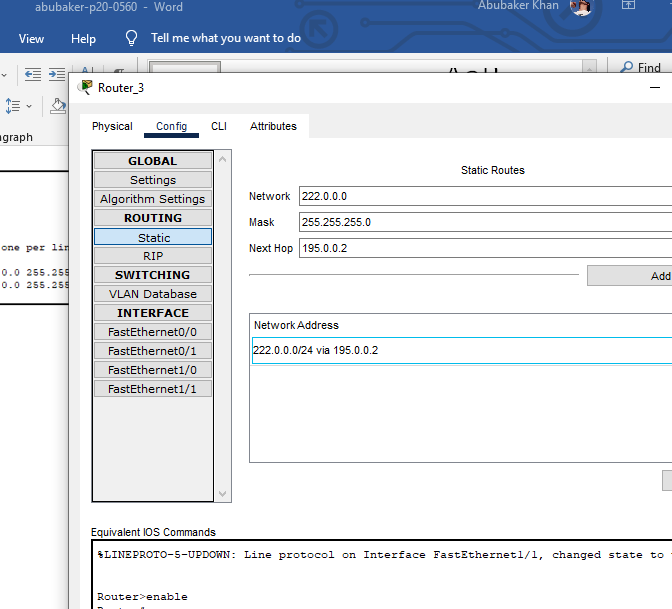 abubaker-p20-0560 - Word
Abubaker Khan
View Help Tell me what you want to do
Find
Router_3
graph
Physical Config CLI Attributes
GLOBAL
Settings
Algorithm Settings
ROUTING
Static
RIP
SWITCHING
VLAN Database
INTERFACE
FastEthernet0/0
FastEthernet0/1
FastEthernet1/0
FastEthernet1/1
Static Routes
Network 222.0.0.0
Mask 255.255.255.0
Next Hop 195.0.0.2
Add
Network Address
222.0.0.0/24 via 195.0.0.2
one per lin
0.0 255.255
0.0 255.255
Equivalent IOS Commands
%LINEPROTO-5-UPDOWN: Line protocol on Interface FastEthernet1/1, changed state to
Router>enable